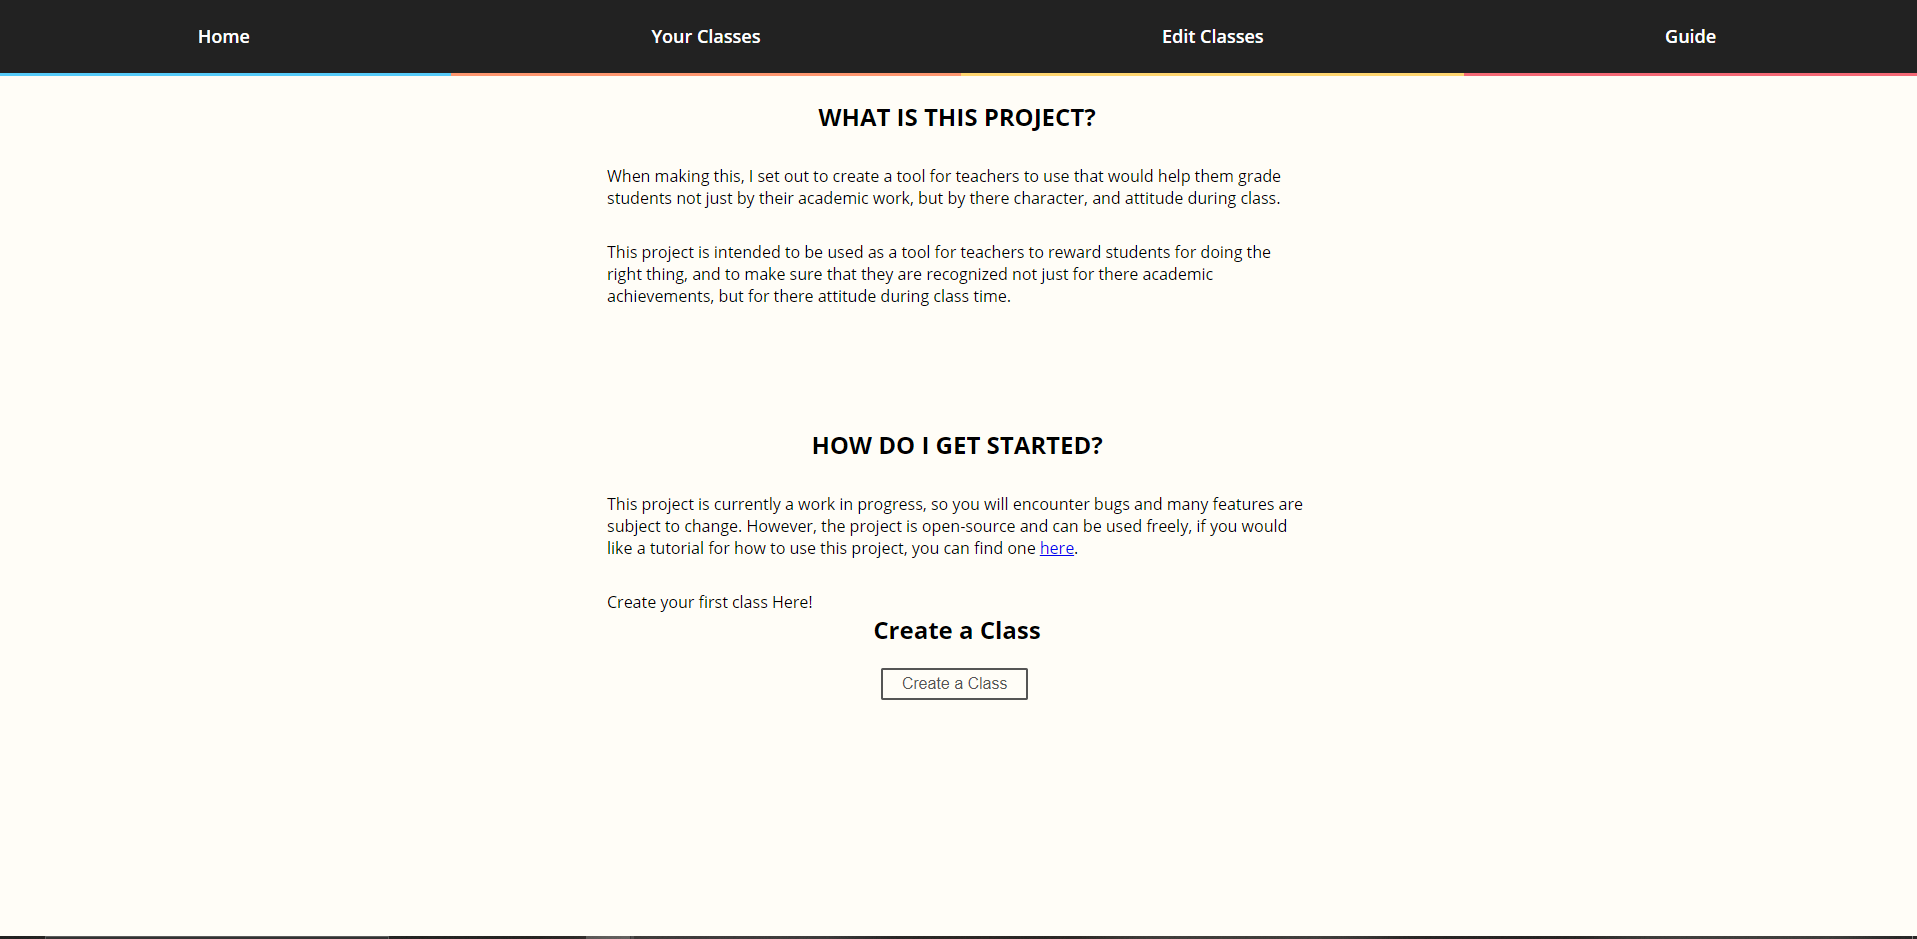 Home Your Classes Edit Classes Guide
WHAT IS THIS PROJECT?
When making this, I set out to create a tool for teachers to use that would help them grade
students not just by their academic work, but by there character, and attitude during class.
This project is intended to be used as a tool for teachers to reward students for doing the
right thing, and to make sure that they are recognized not just for there academic
achievements, but for there attitude during class time.
HOW DO I GET STARTED?
This project is currently a work in progress, so you will encounter bugs and many features are
subject to change. However, the project is open-source and can be used freely, if you would
like a tutorial for how to use this project, you can find one here.
Create your first class Here!
Create a Class
Create a Class